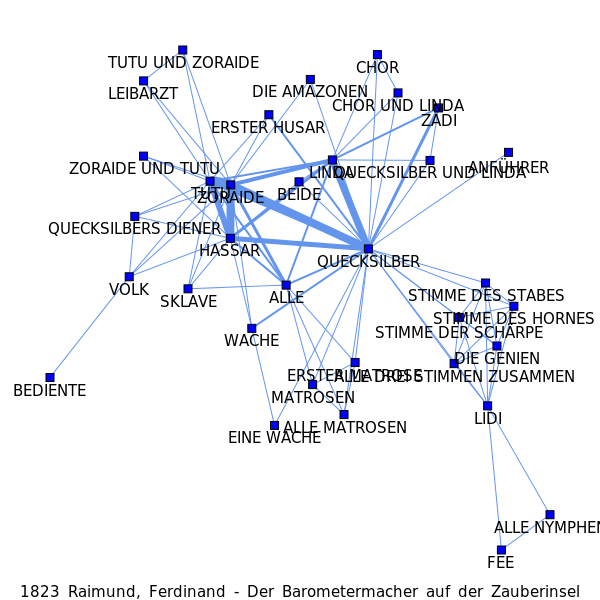 TUTU UND ZORAIDE
CHOR
LEIBARZT
DIE AMAZONEN
CHOR UND LINDA
ZADI
ERSTER HUSAR
ZORAIDE UND TUTU
LINDA
QUECKSILBER UND LINDA
ANFÜHRER
TUTU
ZORAIDE
BEIDE
QUECKSILBERS DIENER
HASSAR
QUECKSILBER
VOLK
SKLAVE
ALLE
STIMME DES STABES
STIMME DES HORNES
STIMME DER SCHÄRPE
WACHE
DIE GENIEN
ERSTER MATROSE
ALLE DREI STIMMEN ZUSAMMEN
BEDIENTE
MATROSEN
LIDI
EINE WACHE
ALLE MATROSEN
ALLE NYMPHEN
FEE
1823 Raimund, Ferdinand - Der Barometermacher auf der Zauberinsel